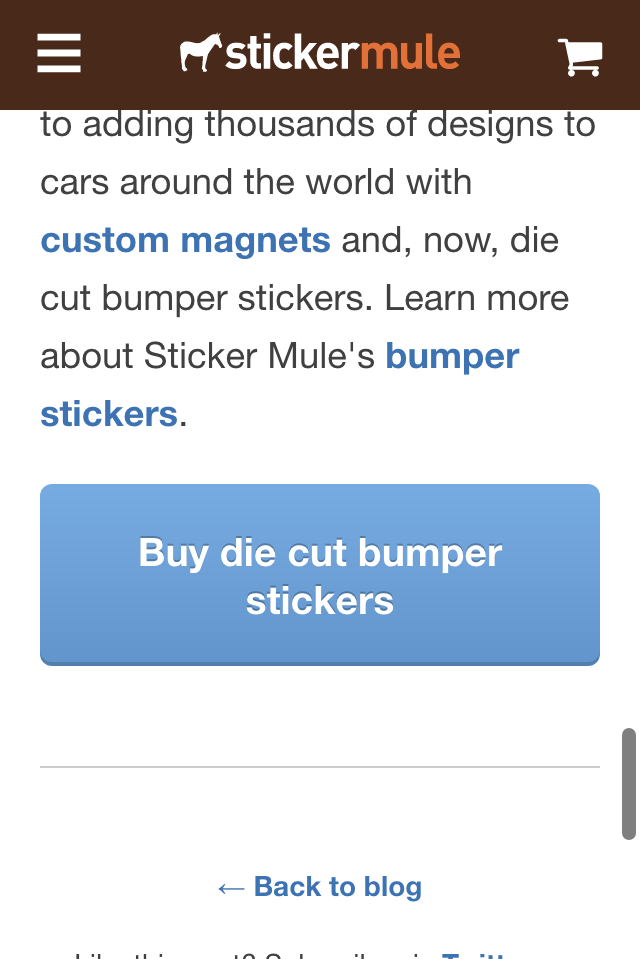 stickermule
to adding thousands of designs to
cars around the world with
custom magnets and, now, die
cut bumper stickers. Learn more
about Sticker Mule's bumper
stickers.
Buy die cut bumper
stickers
← Back to blog